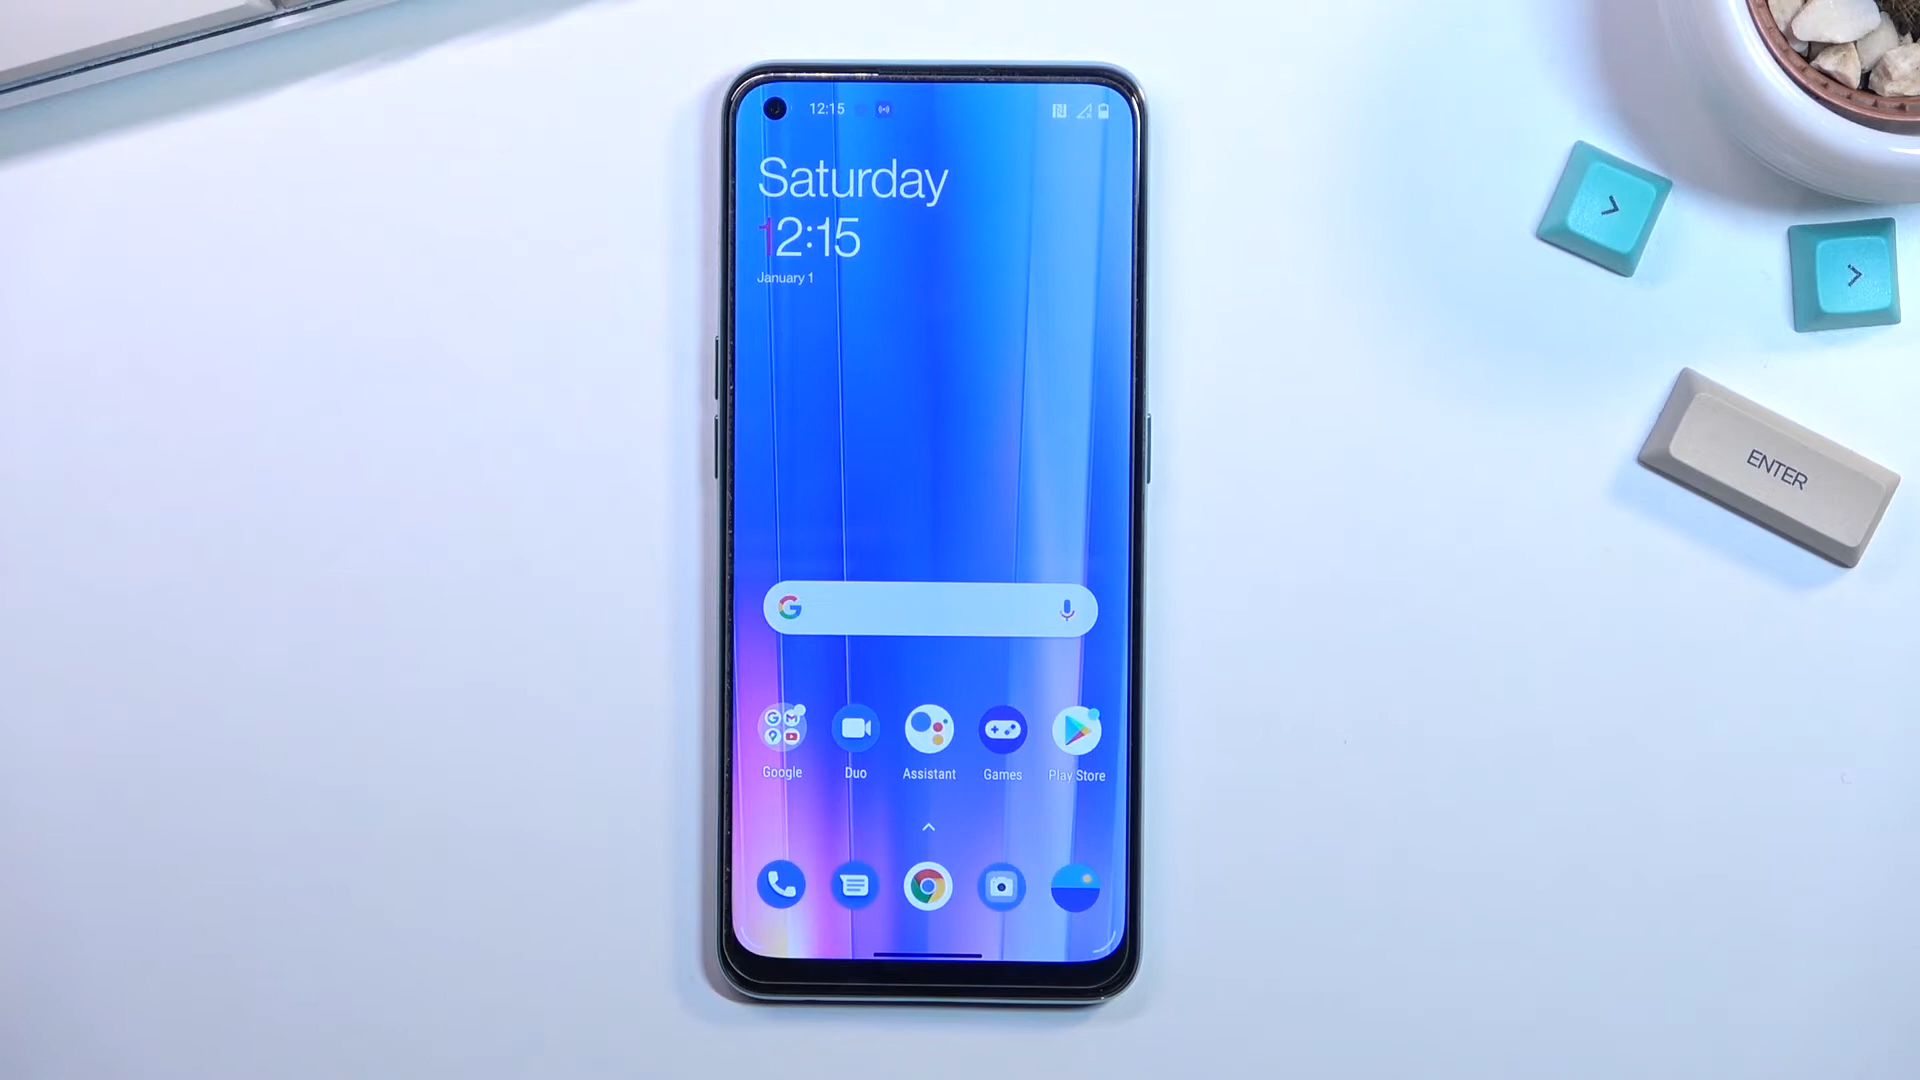 12:15
Saturday
12:15
January 1
Google
Duo
Assistant
Games
Play Store
ENTER